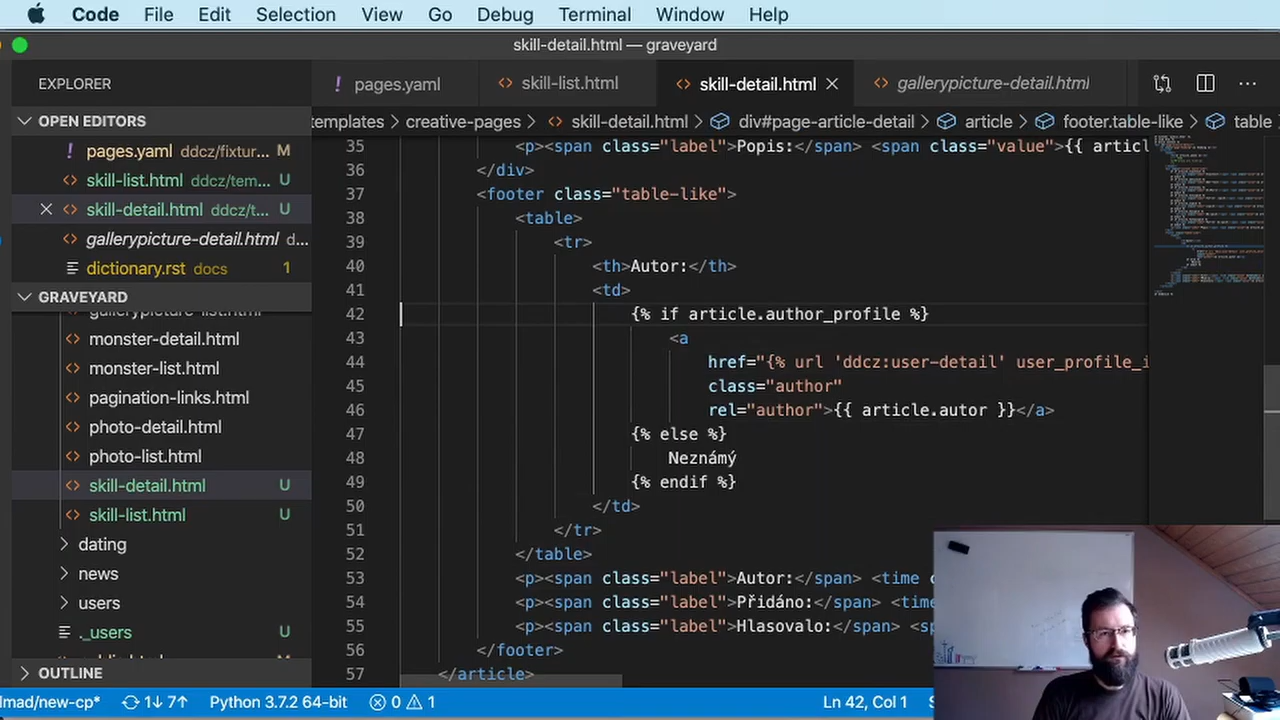 Code File Edit Selection View Go Debug Terminal Window Help
skill-detail.html — graveyard
EXPLORER
OPEN EDITORS
! pages.yaml ddcz/fixtur... M
<> skill-list.html ddcz/tem... U
<> skill-detail.html ddcz/t... U
<> gallerypicture-detail.html d...
dictionary.rst docs 1
GRAVEYARD
gallerypicture-list.html
<> monster-detail.html
<> monster-list.html
<> pagination-links.html
<> photo-detail.html
<> photo-list.html
<> skill-detail.html U
<> skill-list.html U
dating
news
users
._users U
OUTLINE
! pages.yaml <> skill-list.html <> skill-detail.html <> gallerypicture-detail.html
templates > creative-pages > <> skill-detail.html > div#page-article-detail > article > footer.table-like > table
35 <p><span class="label">Popis:</span> <span class="value">{{ articl
36 </div>
37 <footer class="table-like">
38 <table>
39 <tr>
40 <th>Autor:</th>
41 <td>
42 {% if article.author_profile %}
43 <a
44 href="{% url 'ddcz:user-detail' user_profile_i
45 class="author"
46 rel="author">{{ article.autor }}</a>
47 {% else %}
48 Neznámý
49 {% endif %}
50 </td>
51 </tr>
52 </table>
53 <p><span class="label">Autor:</span> <time c
54 <p><span class="label">Přidáno:</span> <time
55 <p><span class="label">Hlasovalo:</span> <sp
56 </footer>
57 </article>
lmad/new-cp* 1↓ 7↑ Python 3.7.2 64-bit 0 1 Ln 42, Col 1